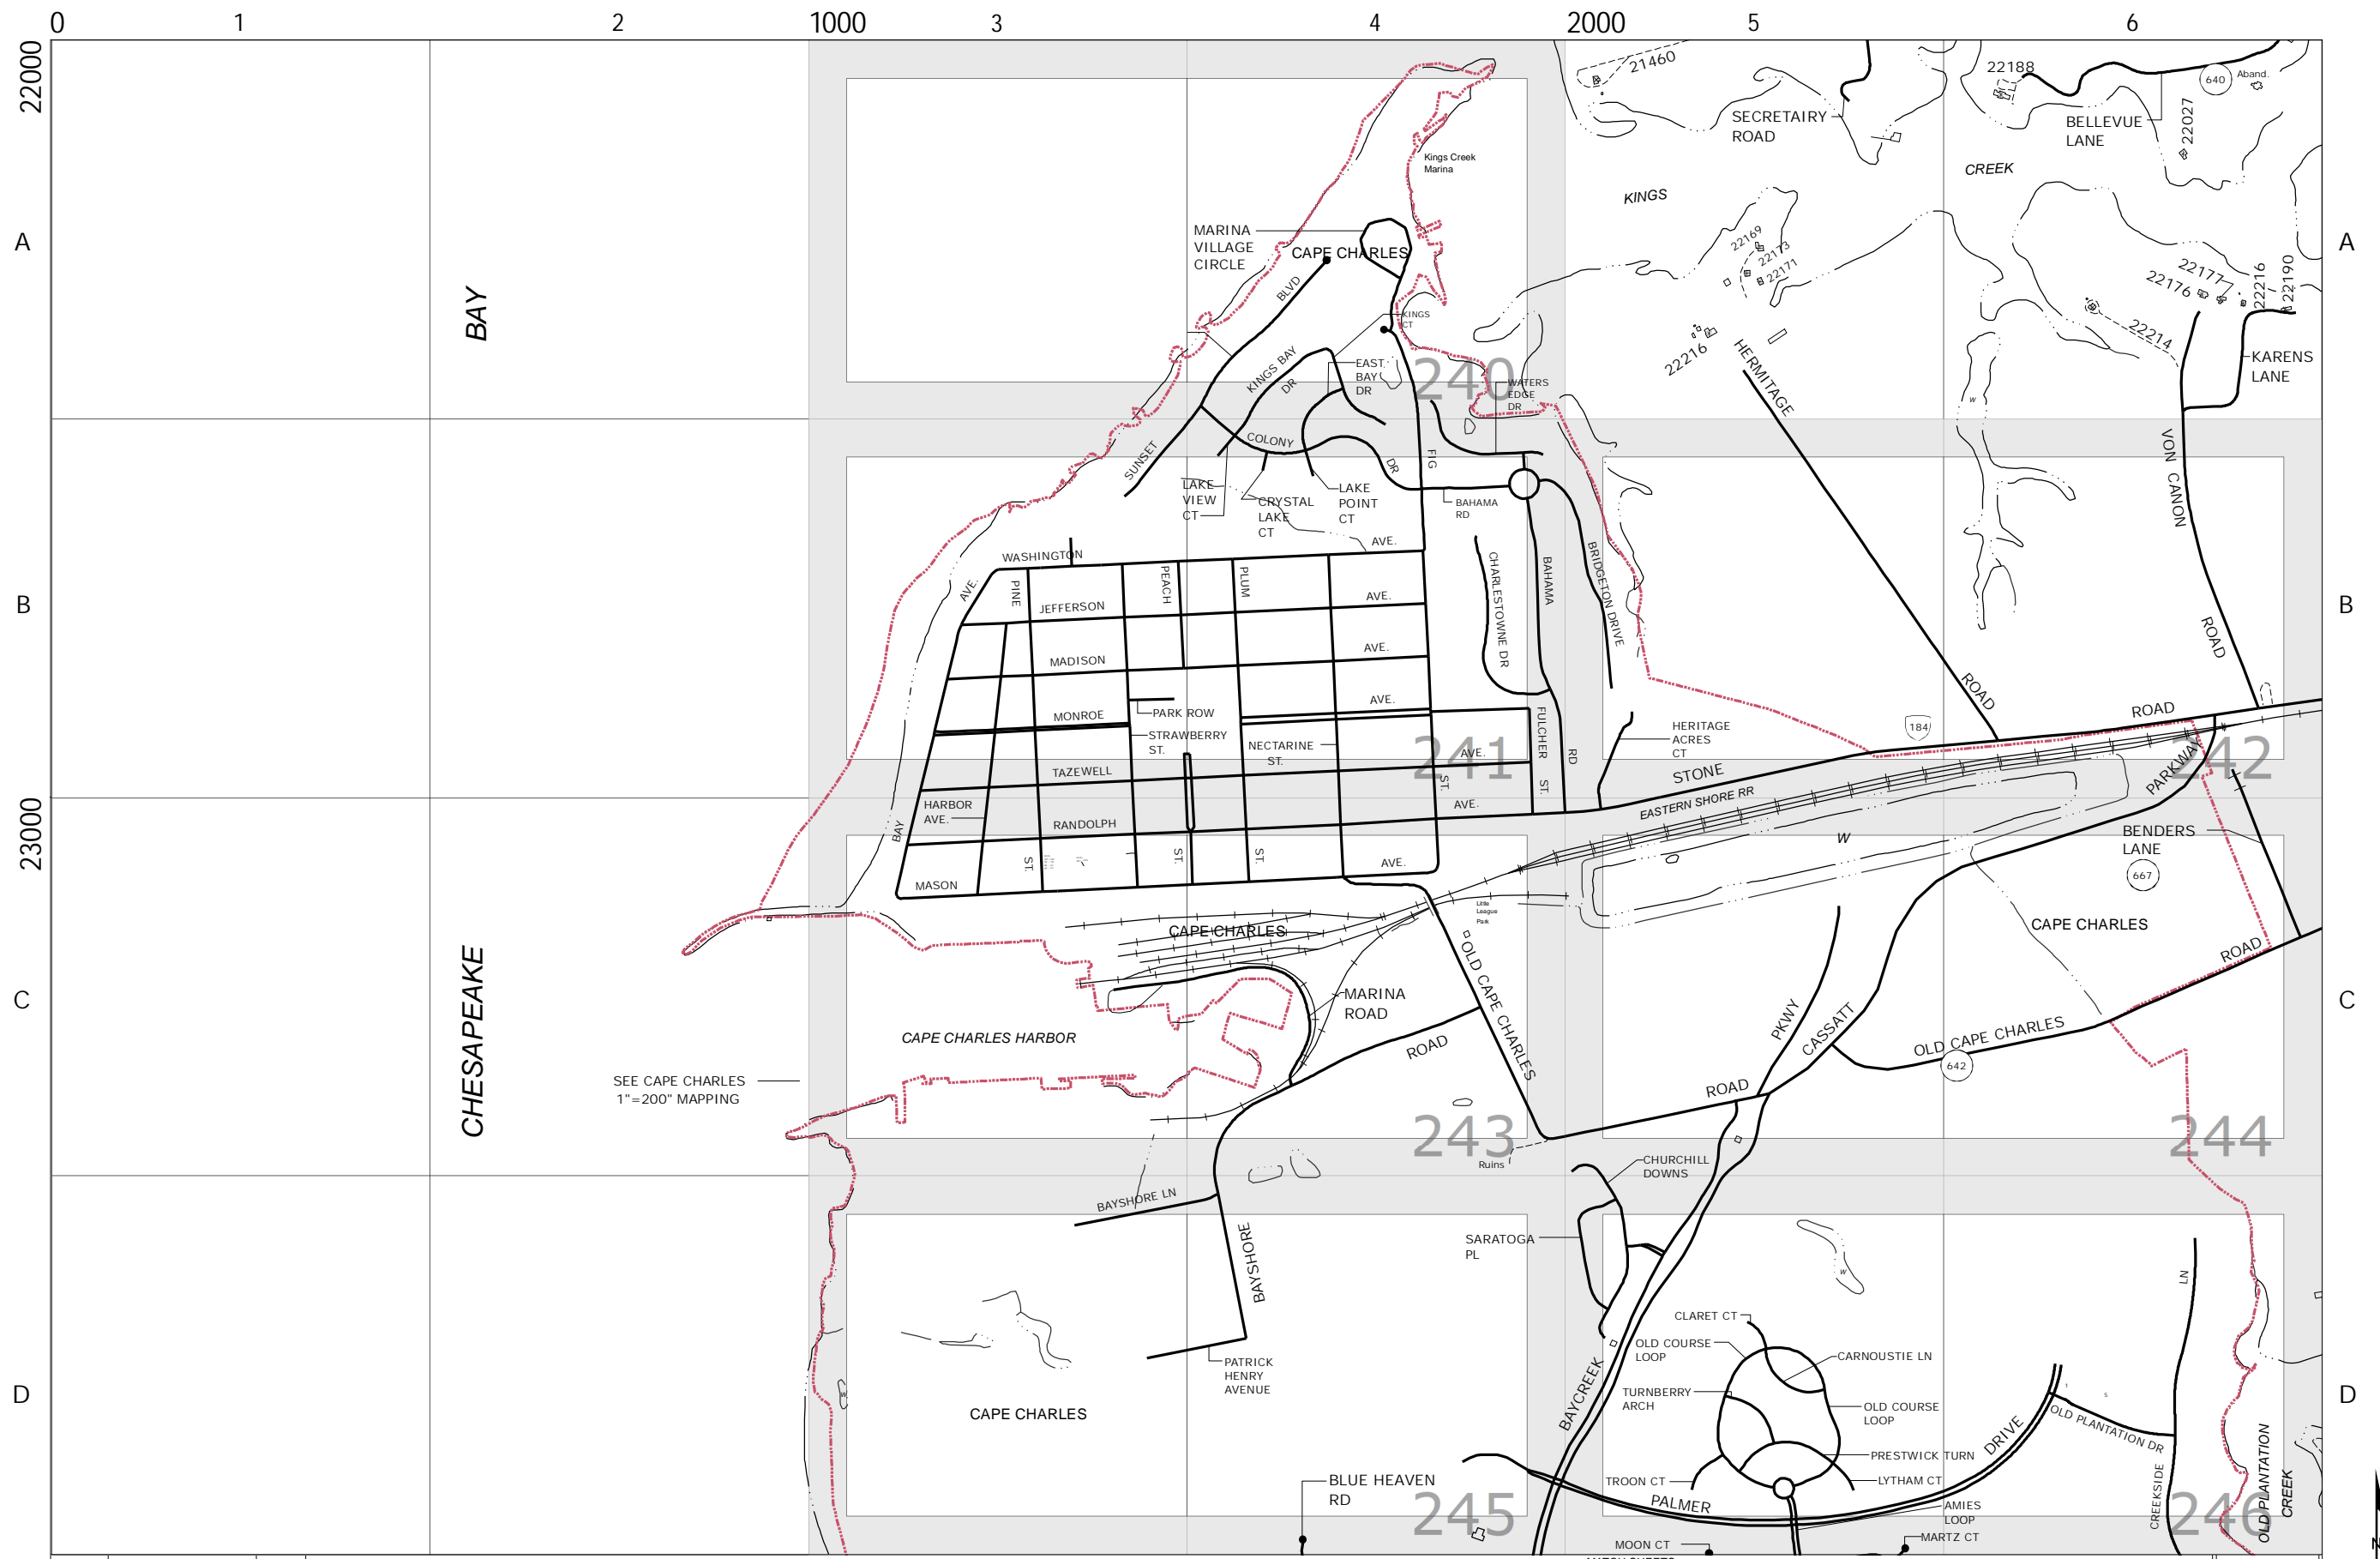 0
1
2
1000
3
4
2000
5
6
22000
A
A
21460
22188
640
Aband.
22027
SECRETAIRY
ROAD
BELLEVUE
LANE
Kings Creek
Marina
CREEK
KINGS
MARINA
VILLAGE
CIRCLE
CAPE CHARLES
BLVD
22169
22173
22171
22177
22176
22216
22190
22214
22216
BAY
KINGS
CT
KINGS BAY
DR
EAST
BAY
DR
240
WATERS
EDGE
DR
HERMITAGE
KARENS
LANE
W
SUNSET
COLONY
DR
FIG
VON CANON
LAKE
VIEW
CT
CRYSTAL
LAKE
CT
LAKE
POINT
CT
BAHAMA
RD
B
B
WASHINGTON
AVE.
AVE.
PINE
PEACH
PLUM
JEFFERSON
AVE.
CHARLESTOWNE DR
BAHAMA
BRIDGETON DRIVE
MADISON
AVE.
ROAD
MONROE
PARK ROW
AVE.
STRAWBERRY
ST.
NECTARINE
ST.
241
AVE.
FULCHER
ST.
RD
HERITAGE
ACRES
CT
ROAD
184
ROAD
242
STONE
TAZEWELL
ST.
EASTERN SHORE RR
PARKWAY
23000
HARBOR
AVE.
AVE.
BAY
RANDOLPH
W
BENDERS
LANE
667
ST.
ST.
ST.
AVE.
MASON
Little
League
Park
CAPE CHARLES
CAPE CHARLES
ROAD
OLD CAPE CHARLES
CHESAPEAKE
C
C
MARINA
ROAD
CAPE CHARLES HARBOR
ROAD
PKWY
CASSATT
OLD CAPE CHARLES
642
SEE CAPE CHARLES
1"=200" MAPPING
ROAD
243
244
Ruins
CHURCHILL
DOWNS
BAYSHORE LN
BAYSHORE
SARATOGA
PL
W
LN
CLARET CT
OLD COURSE
LOOP
CARNOUSTIE LN
PATRICK
HENRY
AVENUE
BAYCREEK
TURNBERRY
ARCH
OLD COURSE
LOOP
W
T
S
D
D
CAPE CHARLES
OLD PLANTATION DR
DRIVE
PRESTWICK TURN
TROON CT
LYTHAM CT
BLUE HEAVEN
RD
245
PALMER
AMIES
LOOP
CREEKSIDE
246
OLD PLANTATION
CREEK
MOON CT
MARTZ CT